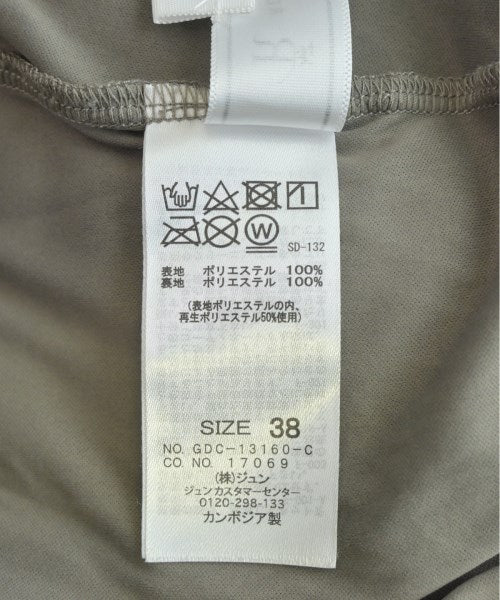 W
SD-132
表地 ポリエステル 100%
裏地 ポリエステル 100%
(表地ポリエステルの内、
再生ポリエステル50%使用)
SIZE 38
NO. GDC-13160-C
CO. NO. 17069
(株)ジュン
ジュンカスタマーセンター
0120-298-133
カンボジア製